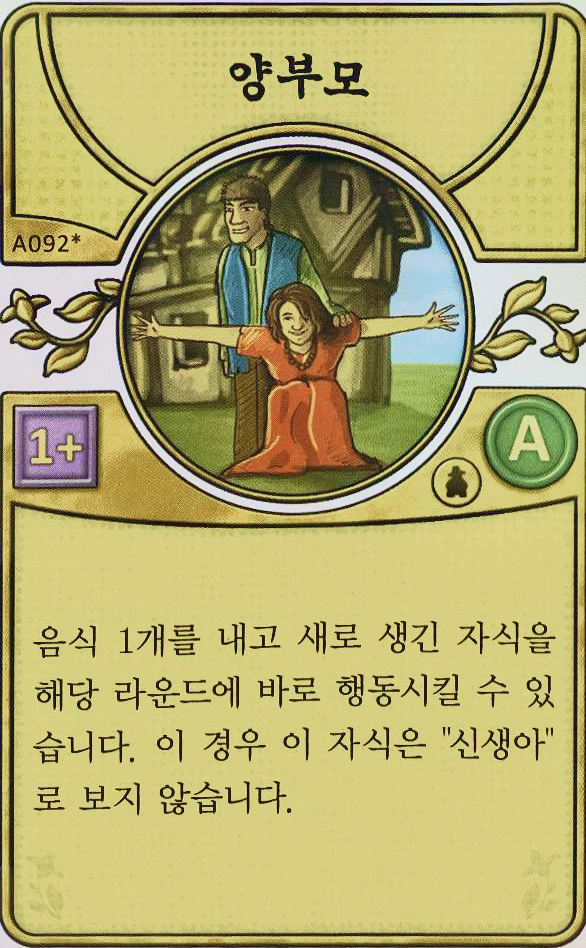 양부모
A092*
1+
A
음식 1개를 내고 새로 생긴 자식을
해당 라운드에 바로 행동시킬 수 있
습니다. 이 경우 이 자식은 "신생아"
로 보지 않습니다.